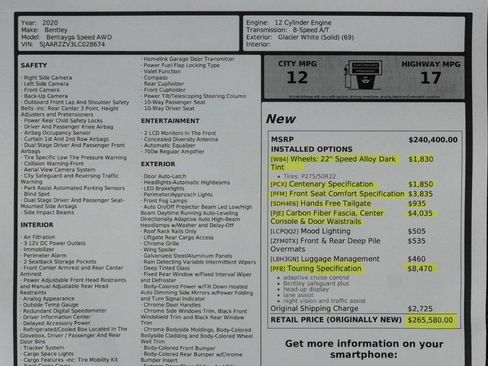 Year: 2020
Make: Bentley
Model: Bentayga Speed AWD
VIN: SJAAR2ZV3LC028674
Engine: 12 Cylinder Engine
Transmission: 8-Speed A/T
Exterior: Glacier White (Solid) (69)
Interior:
SAFETY
· Right Side Camera
· Left Side Camera
· Front Camera
· Back-Up Camera
· Outboard Front Lap And Shoulder Safety
Belts -inc: Rear Center 3 Point, Height
Adjusters and Pretensioners
· Power Rear Child Safety Locks
· Driver And Passenger Knee Airbag
· Airbag Occupancy Sensor
· Curtain 1st And 2nd Row Airbags
· Dual Stage Driver And Passenger Front
Airbags
· Tire Specific Low Tire Pressure Warning
· Collision Warning-Front
· Aerial View Camera System
· City Safeguard and Reversing Traffic
Warning
· Park Assist Automated Parking Sensors
· Blind Spot
· Dual Stage Driver And Passenger Seat-
Mounted Side Airbags
· Side Impact Beams
INTERIOR
· Air Filtration
· 3 12V DC Power Outlets
· Immobilizer
· Perimeter Alarm
· 2 Seatback Storage Pockets
· Front Center Armrest and Rear Center
Armrest
· Power Adjustable Front Head Restraints
and Manual Adjustable Rear Head
Restraints
· Analog Appearance
· Outside Temp Gauge
· Redundant Digital Speedometer
· Driver Information Center
· Delayed Accessory Power
· Refrigerated/Cooled Box Located In The
Glovebox, Driver / Passenger And Rear
Door Bins
· Tracker System
· Cargo Space Lights
· Cargo Features -inc: Tire Mobility Kit
· HomeLink Garage Door Transmitter
· Power Fuel Flap Locking Type
· Valet Function
· Compass
· Rear Cupholder
· Front Cupholder
· Power Tilt/Telescoping Steering Column
· 10-Way Passenger Seat
· 10-Way Driver Seat
ENTERTAINMENT
· 2 LCD Monitors In The Front
· Concealed Diversity Antenna
· Automatic Equalizer
· 700w Regular Amplifier
EXTERIOR
· Door Auto-Latch
· Headlights-Automatic Highbeams
· LED Brakelights
· Perimeter/Approach Lights
· Front Fog Lamps
· Auto On/Off Projector Beam Led Low/High
Beam Daytime Running Auto-Leveling
Directionally Adaptive Auto High-Beam
Headlamps w/Washer and Delay-Off
· Roof Rack Rails Only
· Liftgate Rear Cargo Access
· Chrome Grille
· Wing Spoiler
· Galvanized Steel/Aluminum Panels
· Rain Detecting Variable Intermittent Wipers
· Deep Tinted Glass
· Fixed Rear Window w/Fixed Interval Wiper
and Defroster
· Body-Colored Power w/Tilt Down Heated
Auto Dimming Side Mirrors w/Power Folding
and Turn Signal Indicator
· Chrome Door Handles
· Chrome Side Windows Trim, Black Front
Windshield Trim and Black Rear Window
Trim
· Chrome Bodyside Moldings, Body-Colored
Bodyside Cladding and Body-Colored Wheel
Well Trim
· Body-Colored Front Bumper
· Body-Colored Rear Bumper w/Chrome
Bumper Insert
CITY MPG
12
HIGHWAY MPG
17
New
MSRP $240,400.00
INSTALLED OPTIONS
[WB4] Wheels: 22" Speed Alloy Dark $1,830
Tint
• Tires: P275/50R22
[PCX] Centenary Specification $1,850
[PFM] Front Seat Comfort Specification $3,835
[SDH4E6] Hands Free Tailgate $935
[PJE] Carbon Fiber Fascia, Center $4,035
Console & Door Waistrails
[LCPQQ2] Mood Lighting $505
[ZFM0TX] Front & Rear Deep Pile $535
Overmats
[LBH3GN] Luggage Management $460
[PFB] Touring Specification $8,470
• adaptive cruise control
• Bentley safeguard plus
• head-up display
• lane assist
• night vision and traffic assist
Original Shipping Charge $2,725
RETAIL PRICE (ORIGINALLY NEW) $265,580.00
Get more information on your
smartphone: